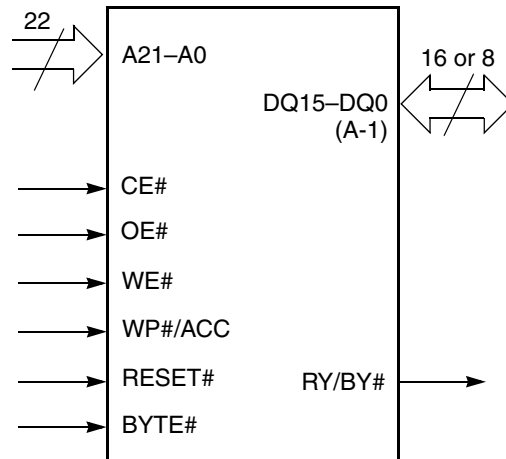 22
A21–A0
16 or 8
DQ15–DQ0
(A-1)
CE#
OE#
WE#
WP#/ACC
RESET#
RY/BY#
BYTE#